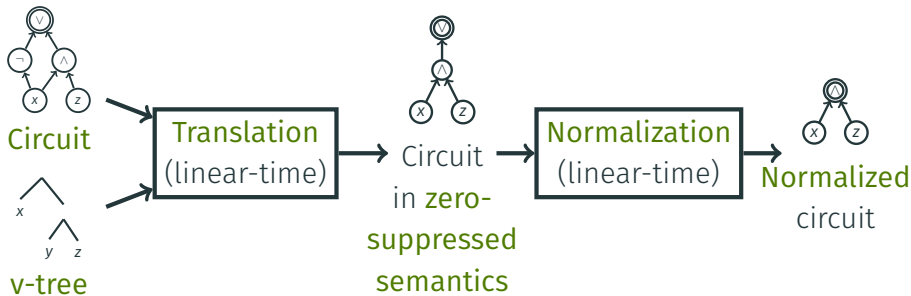 ∨
¬
∧
x
z
Circuit
x
y
z
v-tree
Translation
(linear-time)
∨
∧
x
z
Circuit
in zero-
suppressed
semantics
Normalization
(linear-time)
∧
x
z
Normalized
circuit